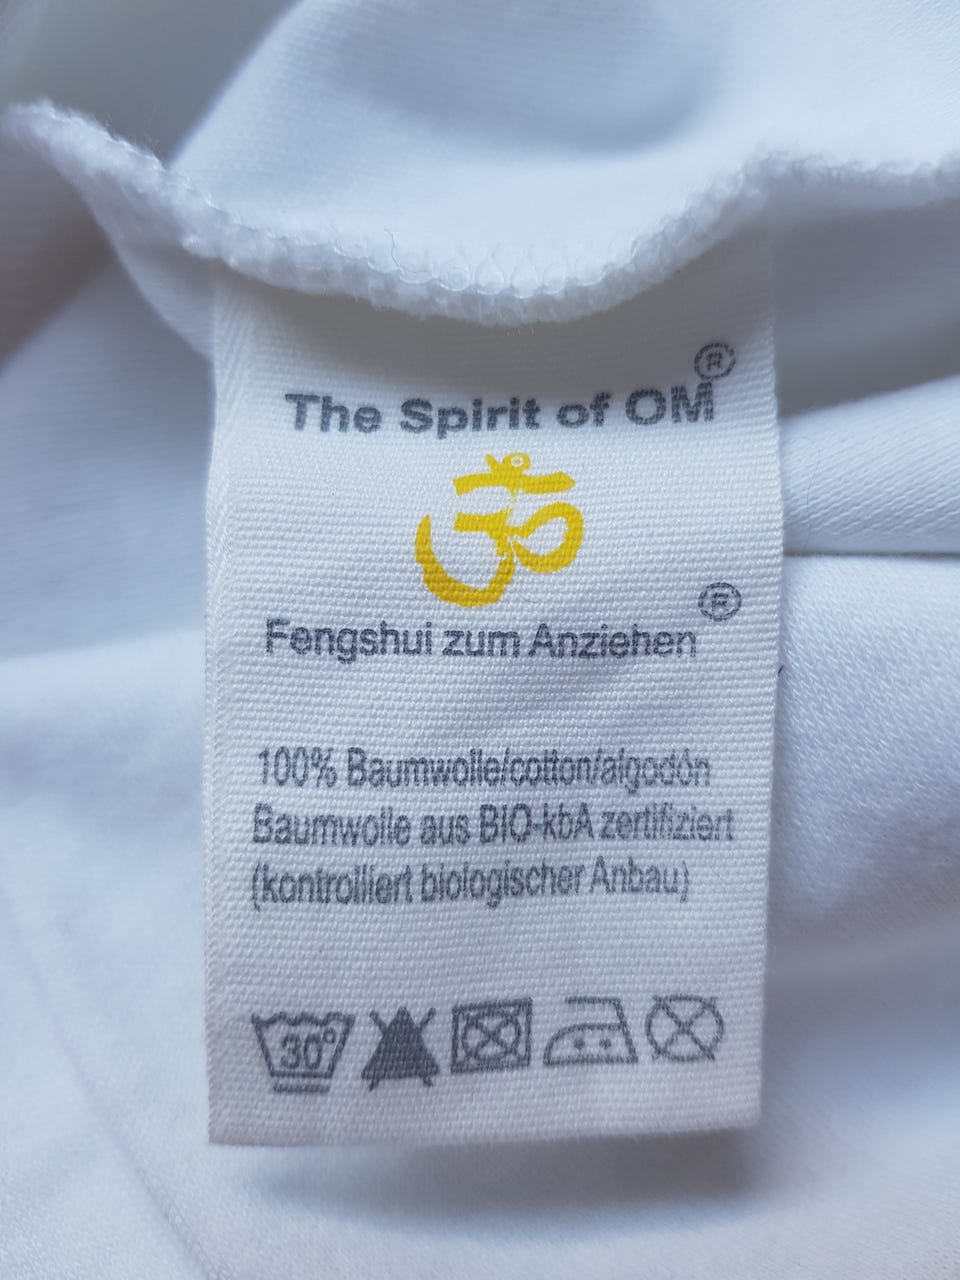 The Spirit of OM®
ॐ
Fengshui zum Anziehen®
100% Baumwolle/cotton/algodón
Baumwolle aus BIO-kbA zertifiziert
(kontrolliert biologischer Anbau)
30°